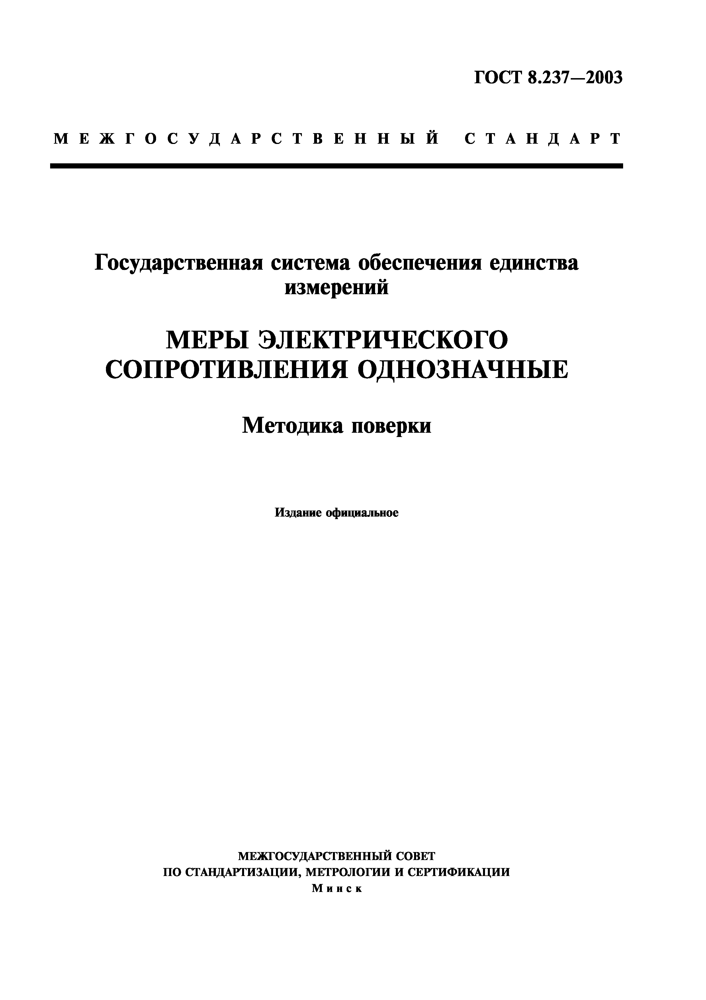 ГОСТ 8.237—2003
МЕЖГОСУДАРСТВЕННЫЙ СТАНДАРТ
Государственная система обеспечения единства
измерений
МЕРЫ ЭЛЕКТРИЧЕСКОГО
СОПРОТИВЛЕНИЯ ОДНОЗНАЧНЫЕ
Методика поверки
Издание официальное
МЕЖГОСУДАРСТВЕННЫЙ СОВЕТ
ПО СТАНДАРТИЗАЦИИ, МЕТРОЛОГИИ И СЕРТИФИКАЦИИ
Минск